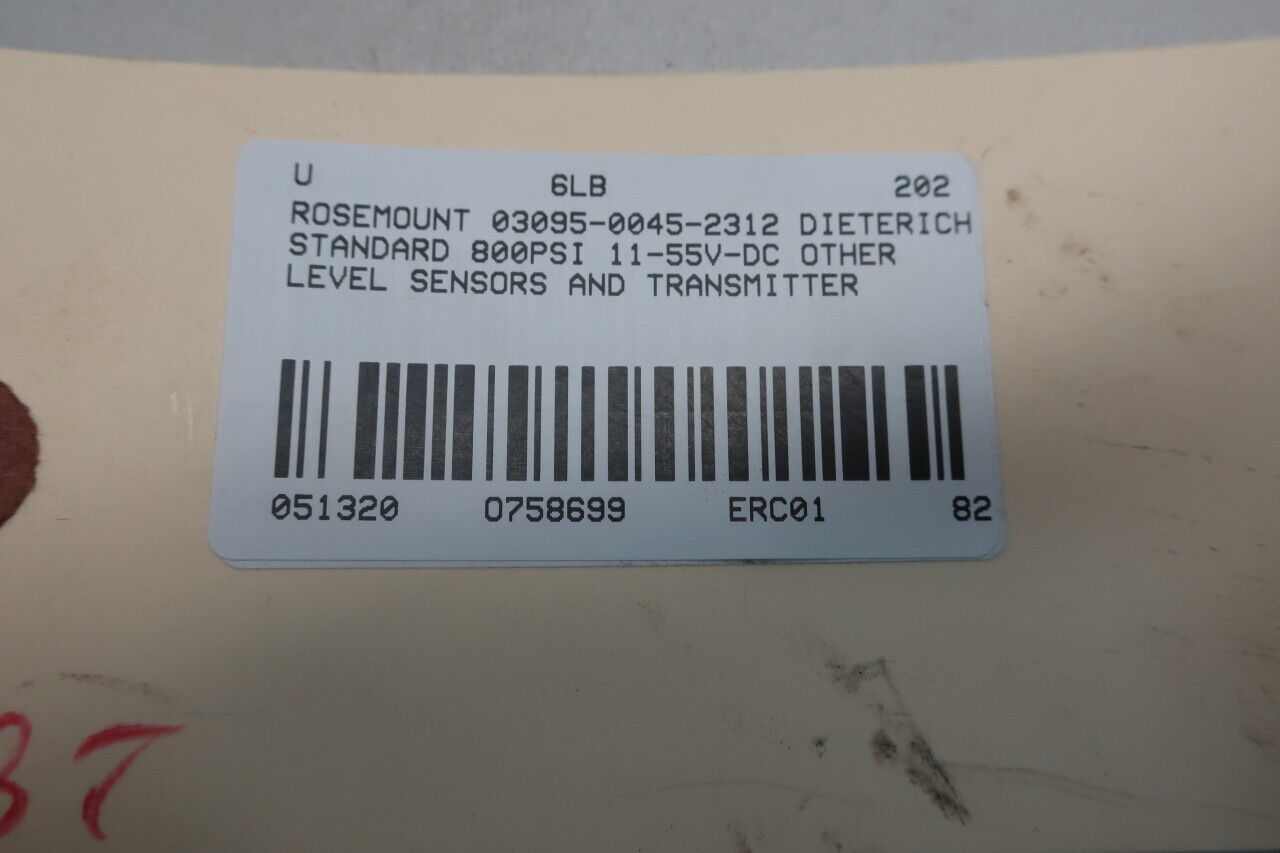 U 6LB 202
ROSEMOUNT 03095-0045-2312 DIETERICH
STANDARD 800PSI 11-55V-DC OTHER
LEVEL SENSORS AND TRANSMITTER
051320 0758699 ERC01 82
37